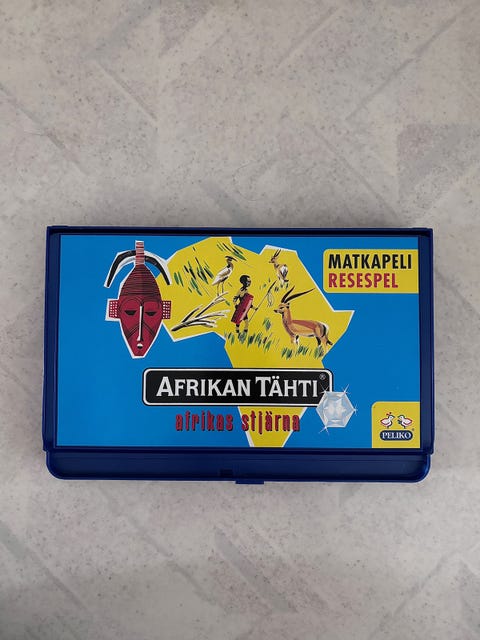 MATKAPELI
RESESPEL
AFRIKAN TÄHTI®
afrikas stjärna
PELIKO